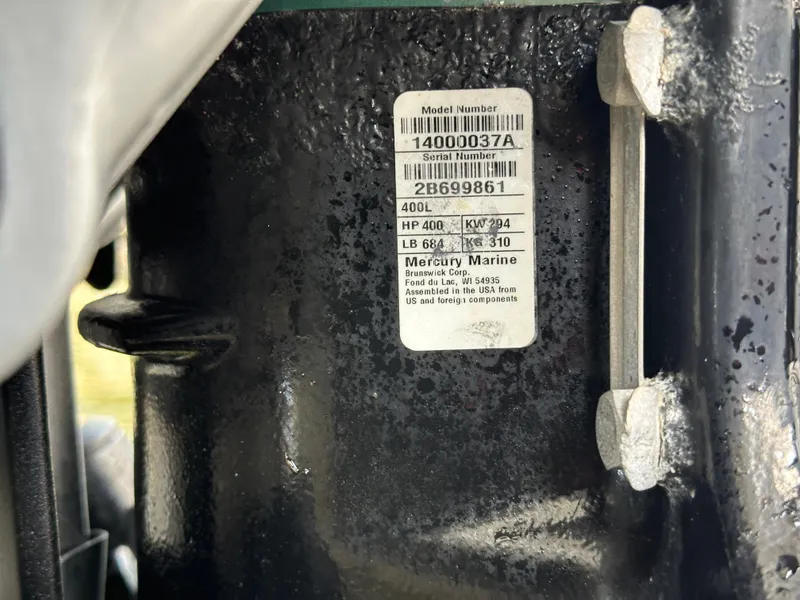 Model Number
14000037A
Serial Number
2B699861
400L
HP 400 KW 294
LB 684 KG 310
Mercury Marine
Brunswick Corp.
Fond du Lac, WI 54935
Assembled in the USA from
US and foreign components